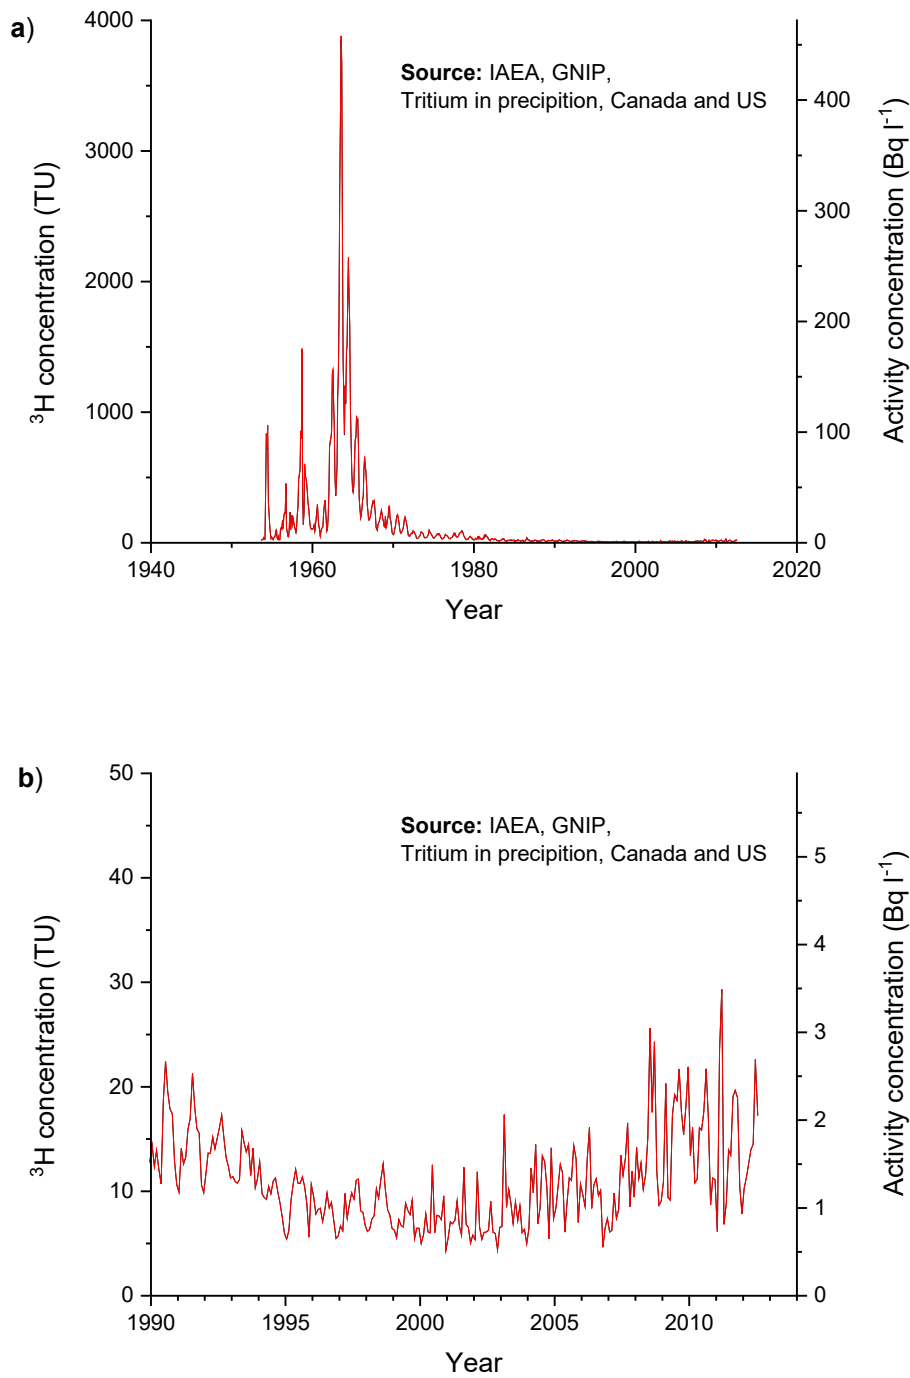 a)
4000
3000
2000
1000
0
³H concentration (TU)
Source: IAEA, GNIP,
Tritium in precipition, Canada and US
400
300
200
100
0
Activity concentration (Bq l⁻¹)
1940 1960 1980 2000 2020
Year
b)
50
40
30
20
10
0
³H concentration (TU)
Source: IAEA, GNIP,
Tritium in precipition, Canada and US
5
4
3
2
1
0
Activity concentration (Bq l⁻¹)
1990 1995 2000 2005 2010
Year